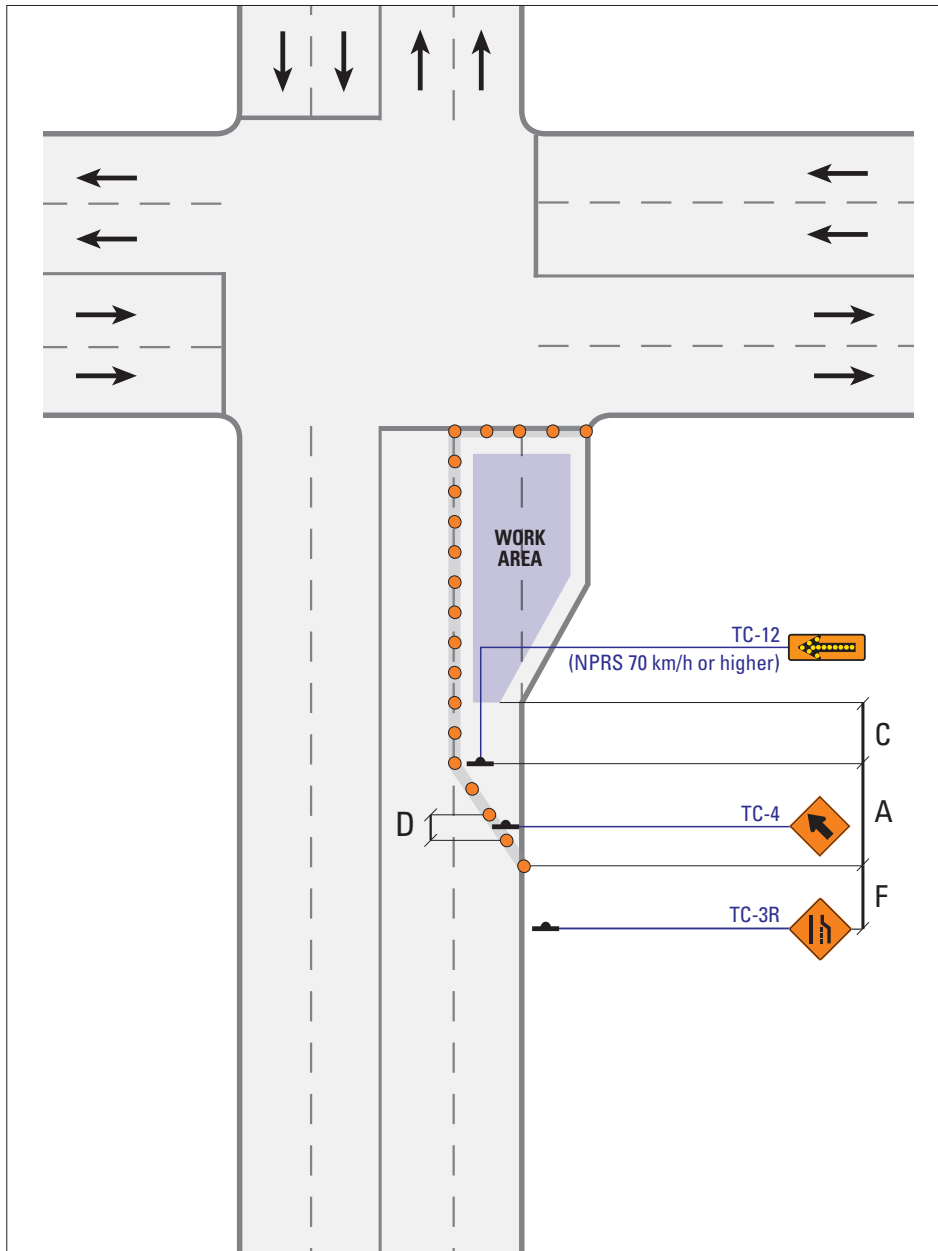 WORK
AREA
TC-12
(NPRS 70 km/h or higher)
C
D
TC-4
A
F
TC-3R